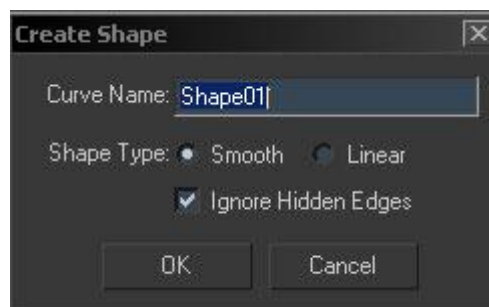 Create Shape
Curve Name: Shape01
Shape Type: Smooth Linear
Ignore Hidden Edges
OK Cancel